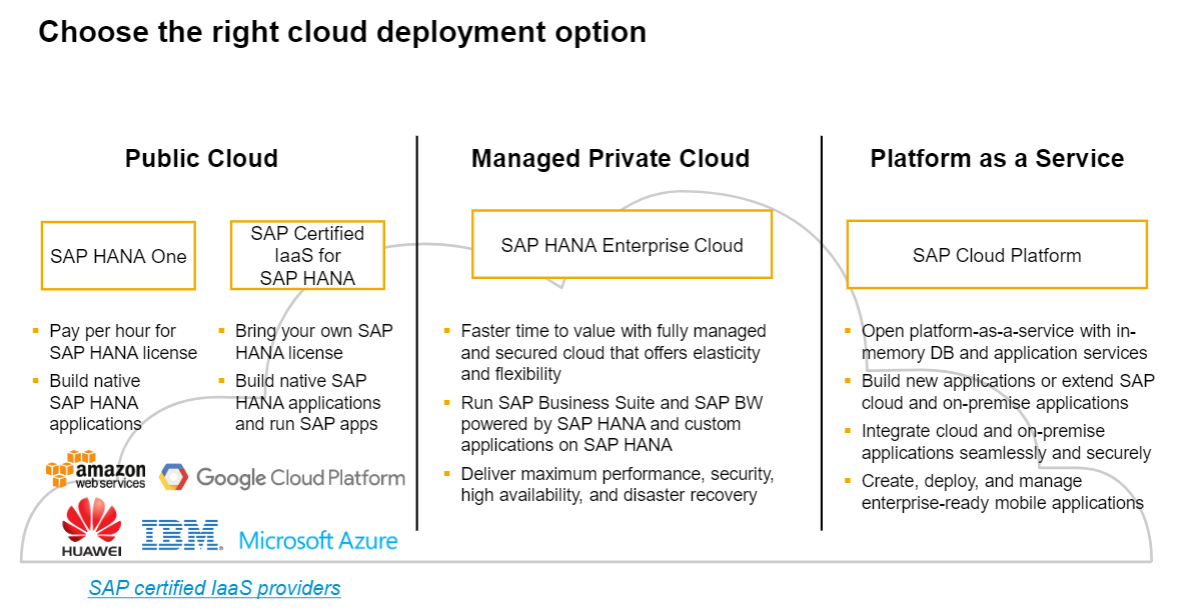 Choose the right cloud deployment option
Public Cloud
SAP HANA One
Pay per hour for
SAP HANA license
Build native
SAP HANA
applications
SAP Certified
IaaS for
SAP HANA
Bring your own SAP
HANA license
Build native SAP
HANA applications
and run SAP apps
amazon
webservices
Google Cloud Platform
HUAWEI
IBM
Microsoft Azure
SAP certified IaaS providers
Managed Private Cloud
SAP HANA Enterprise Cloud
Faster time to value with fully managed
and secured cloud that offers elasticity
and flexibility
Run SAP Business Suite and SAP BW
powered by SAP HANA and custom
applications on SAP HANA
Deliver maximum performance, security,
high availability, and disaster recovery
Platform as a Service
SAP Cloud Platform
Open platform-as-a-service with in-
memory DB and application services
Build new applications or extend SAP
cloud and on-premise applications
Integrate cloud and on-premise
applications seamlessly and securely
Create, deploy, and manage
enterprise-ready mobile applications